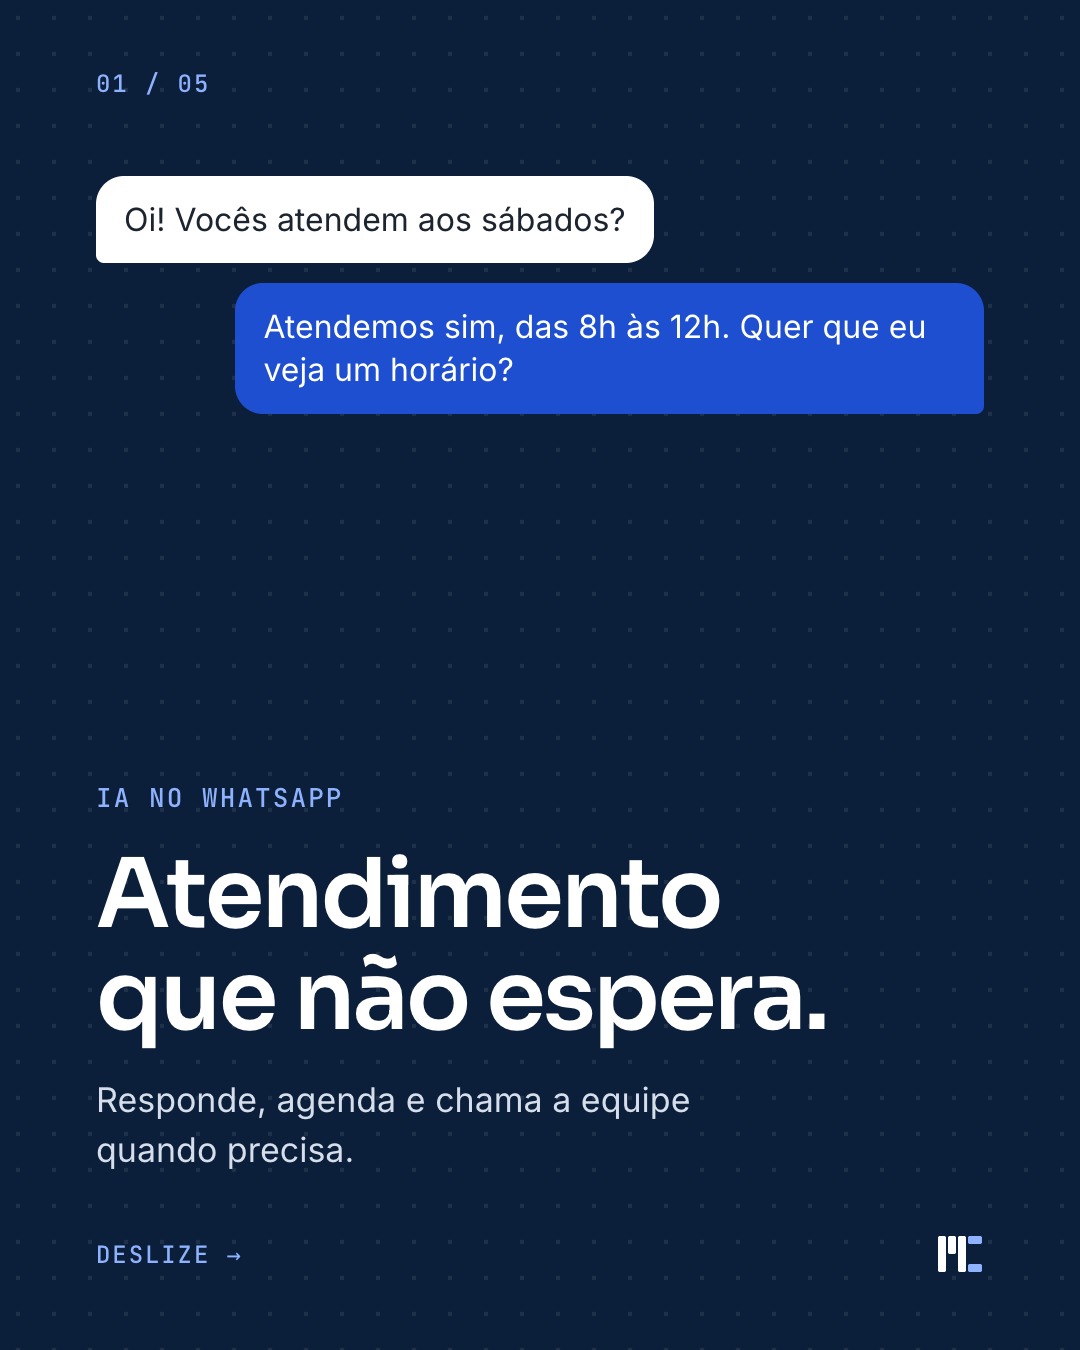 01 / 05
Oi! Vocês atendem aos sábados?
Atendemos sim, das 8h às 12h. Quer que eu
veja um horário?
IA NO WHATSAPP
Atendimento
que não espera.
Responde, agenda e chama a equipe
quando precisa.
DESLIZE →
MC